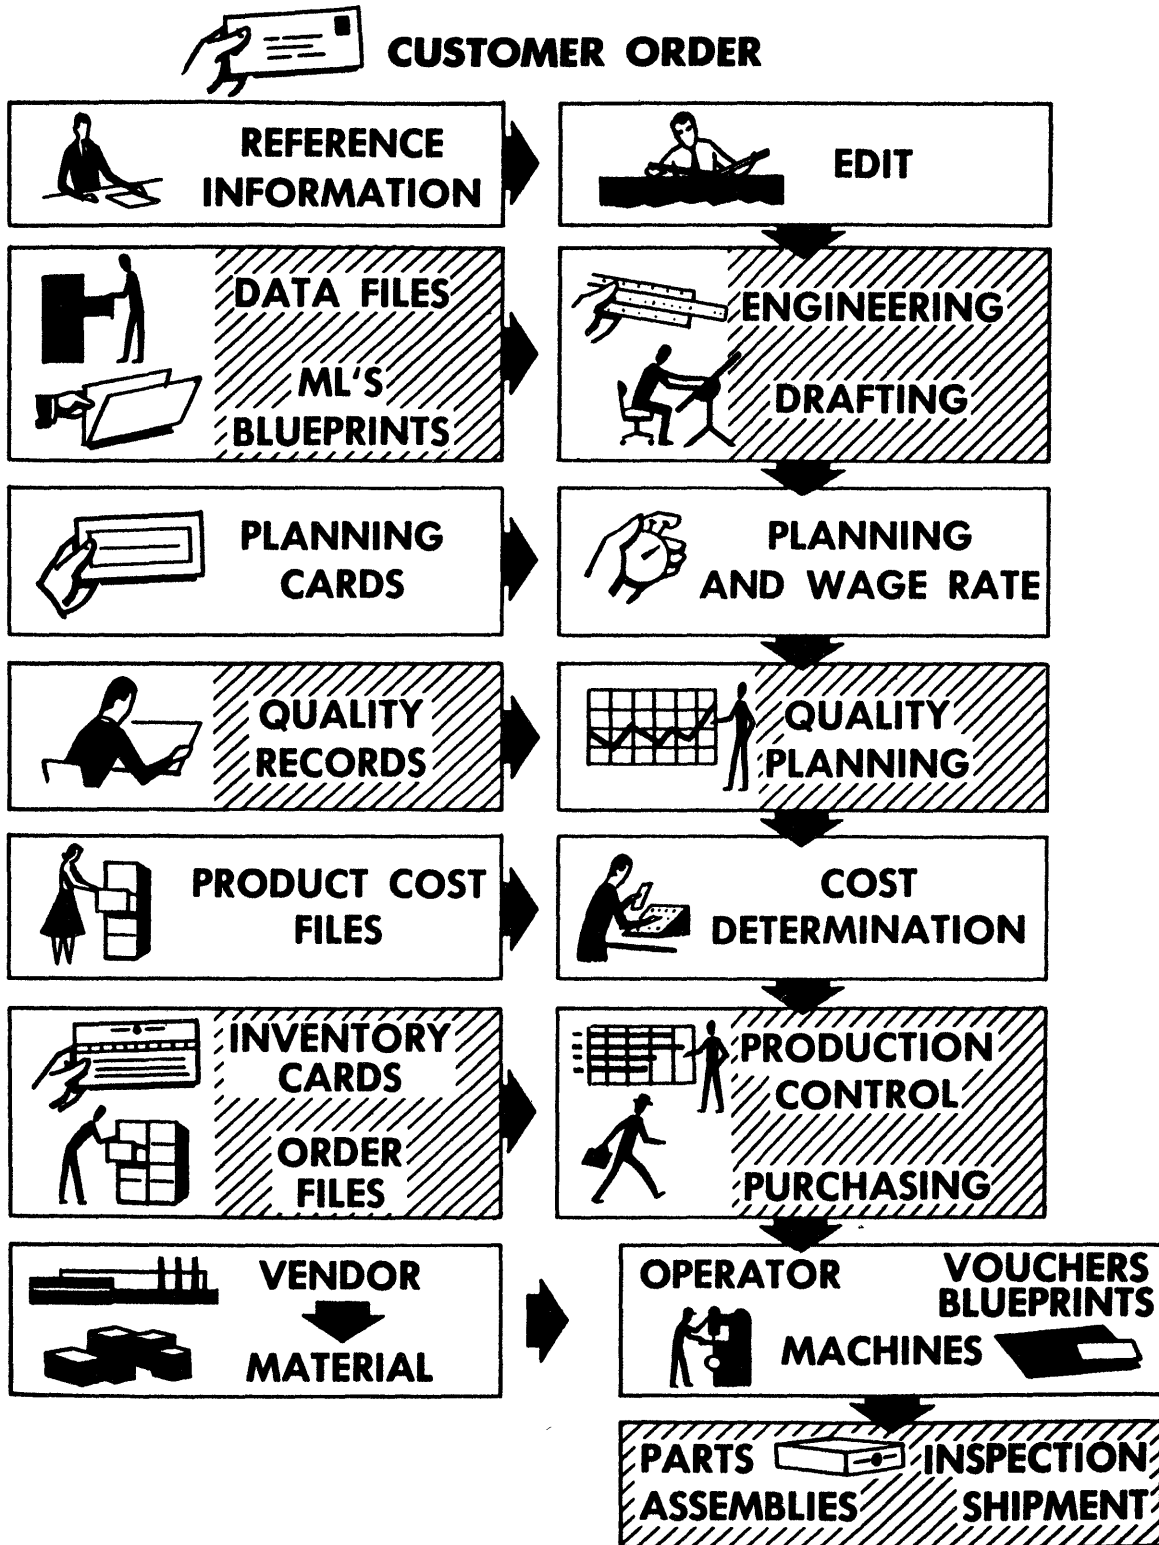 CUSTOMER ORDER
REFERENCE
INFORMATION
EDIT
DATA FILES
ML'S
BLUEPRINTS
ENGINEERING
DRAFTING
PLANNING
CARDS
PLANNING
AND WAGE RATE
QUALITY
RECORDS
QUALITY
PLANNING
PRODUCT COST
FILES
COST
DETERMINATION
INVENTORY
CARDS
ORDER
FILES
PRODUCTION
CONTROL
PURCHASING
VENDOR
MATERIAL
OPERATOR
VOUCHERS
BLUEPRINTS
MACHINES
PARTS
ASSEMBLIES
INSPECTION
SHIPMENT